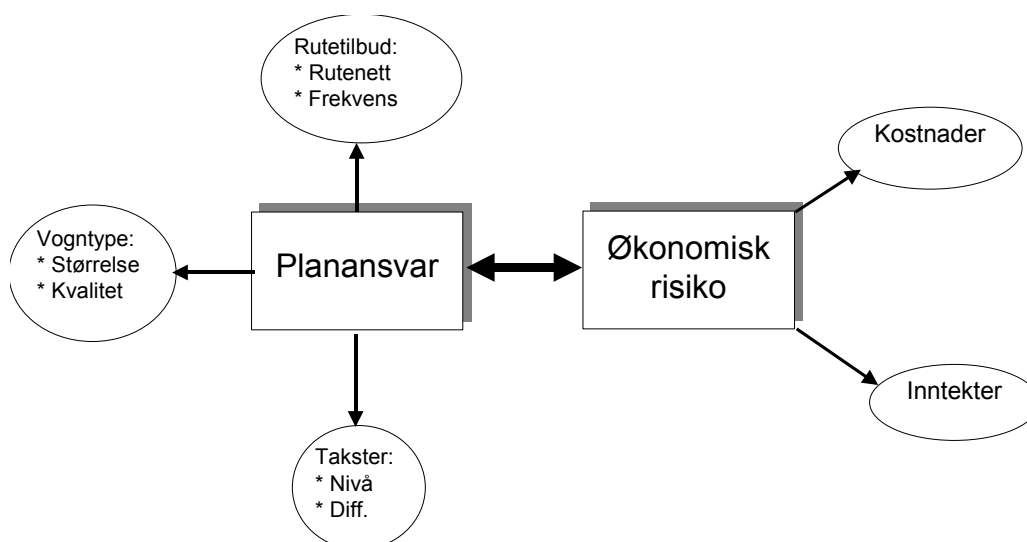 Rutetilbud:
* Rutenett
* Frekvens
Kostnader
Vogntype:
* Størrelse
* Kvalitet
Planansvar
Økonomisk
risiko
Inntekter
Takster:
* Nivå
* Diff.